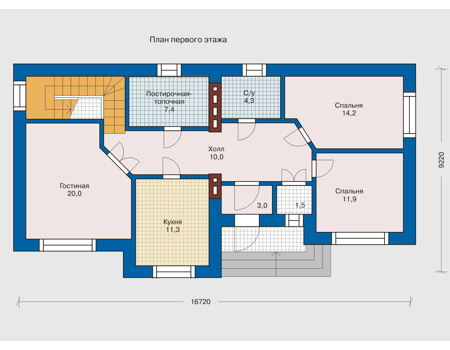 План первого этажа
Постирочная-
топочная
7,4
С/у
4,3
Спальня
14,2
Холл
10,0
Гостиная
20,0
Спальня
11,9
Кухня
11,3
3,0
1,5
9220
16720